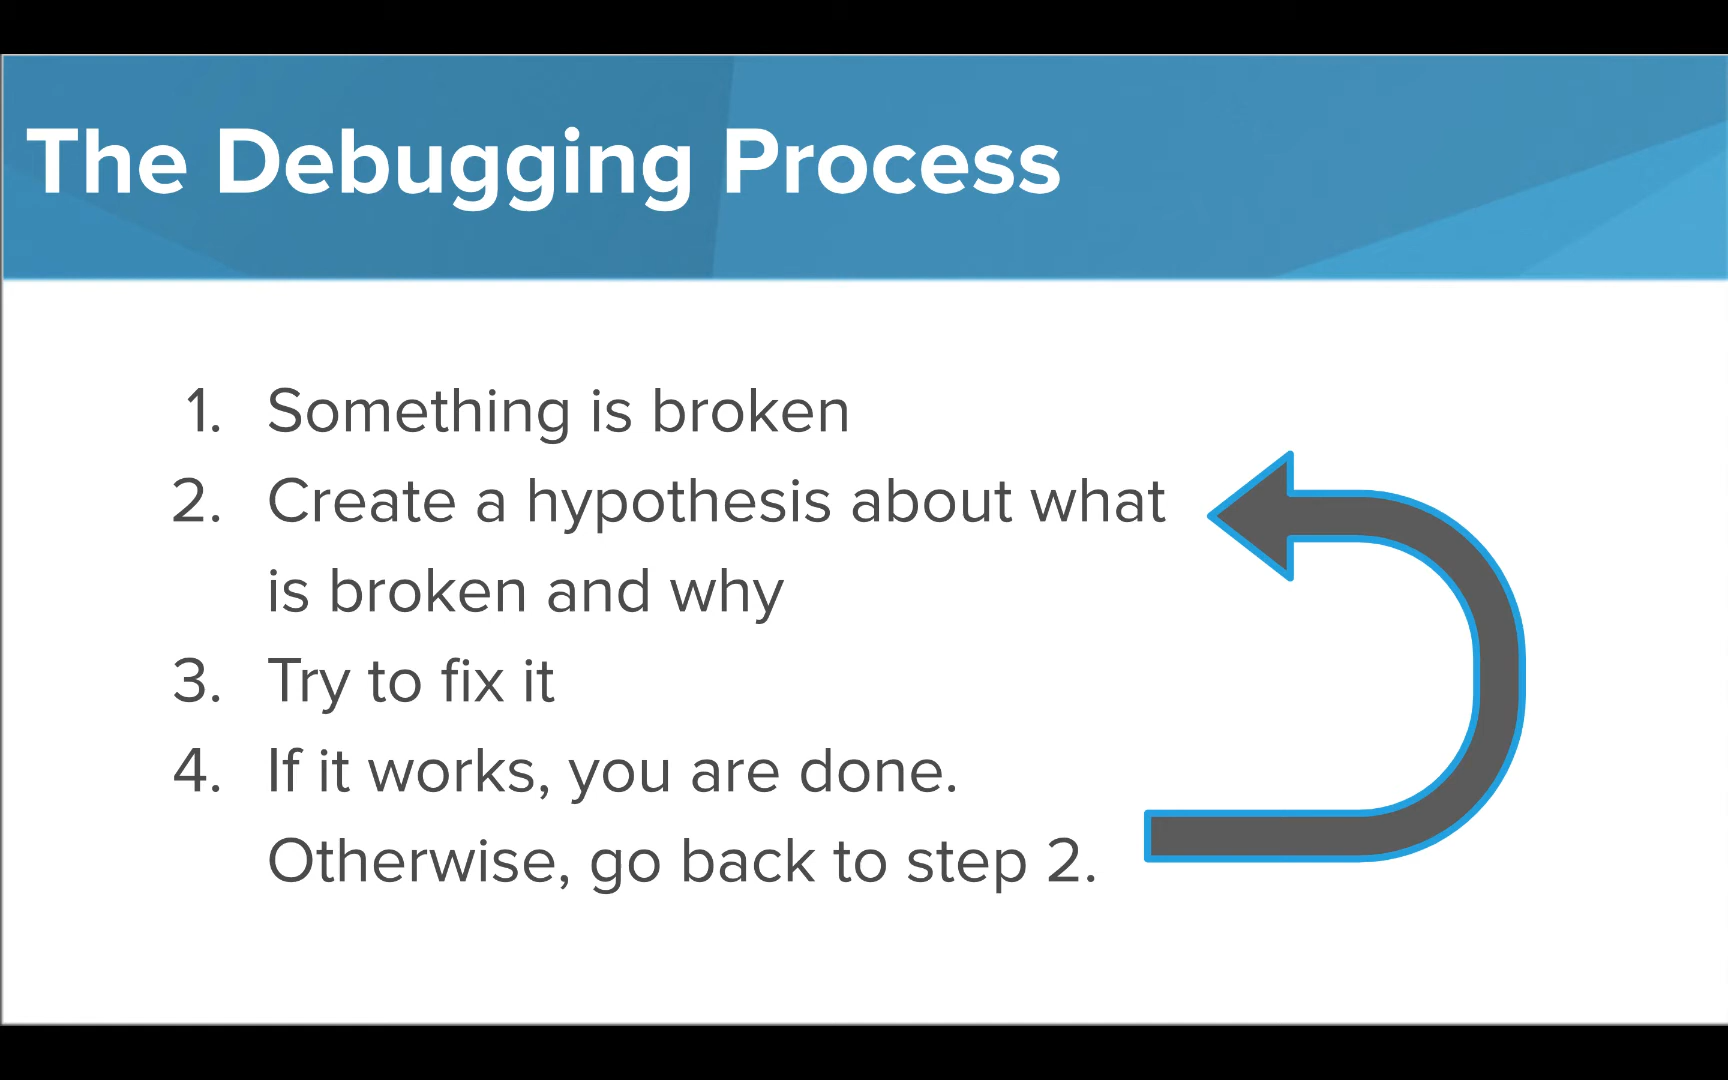 The Debugging Process
1. Something is broken
2. Create a hypothesis about what
is broken and why
3. Try to fix it
4. If it works, you are done.
Otherwise, go back to step 2.